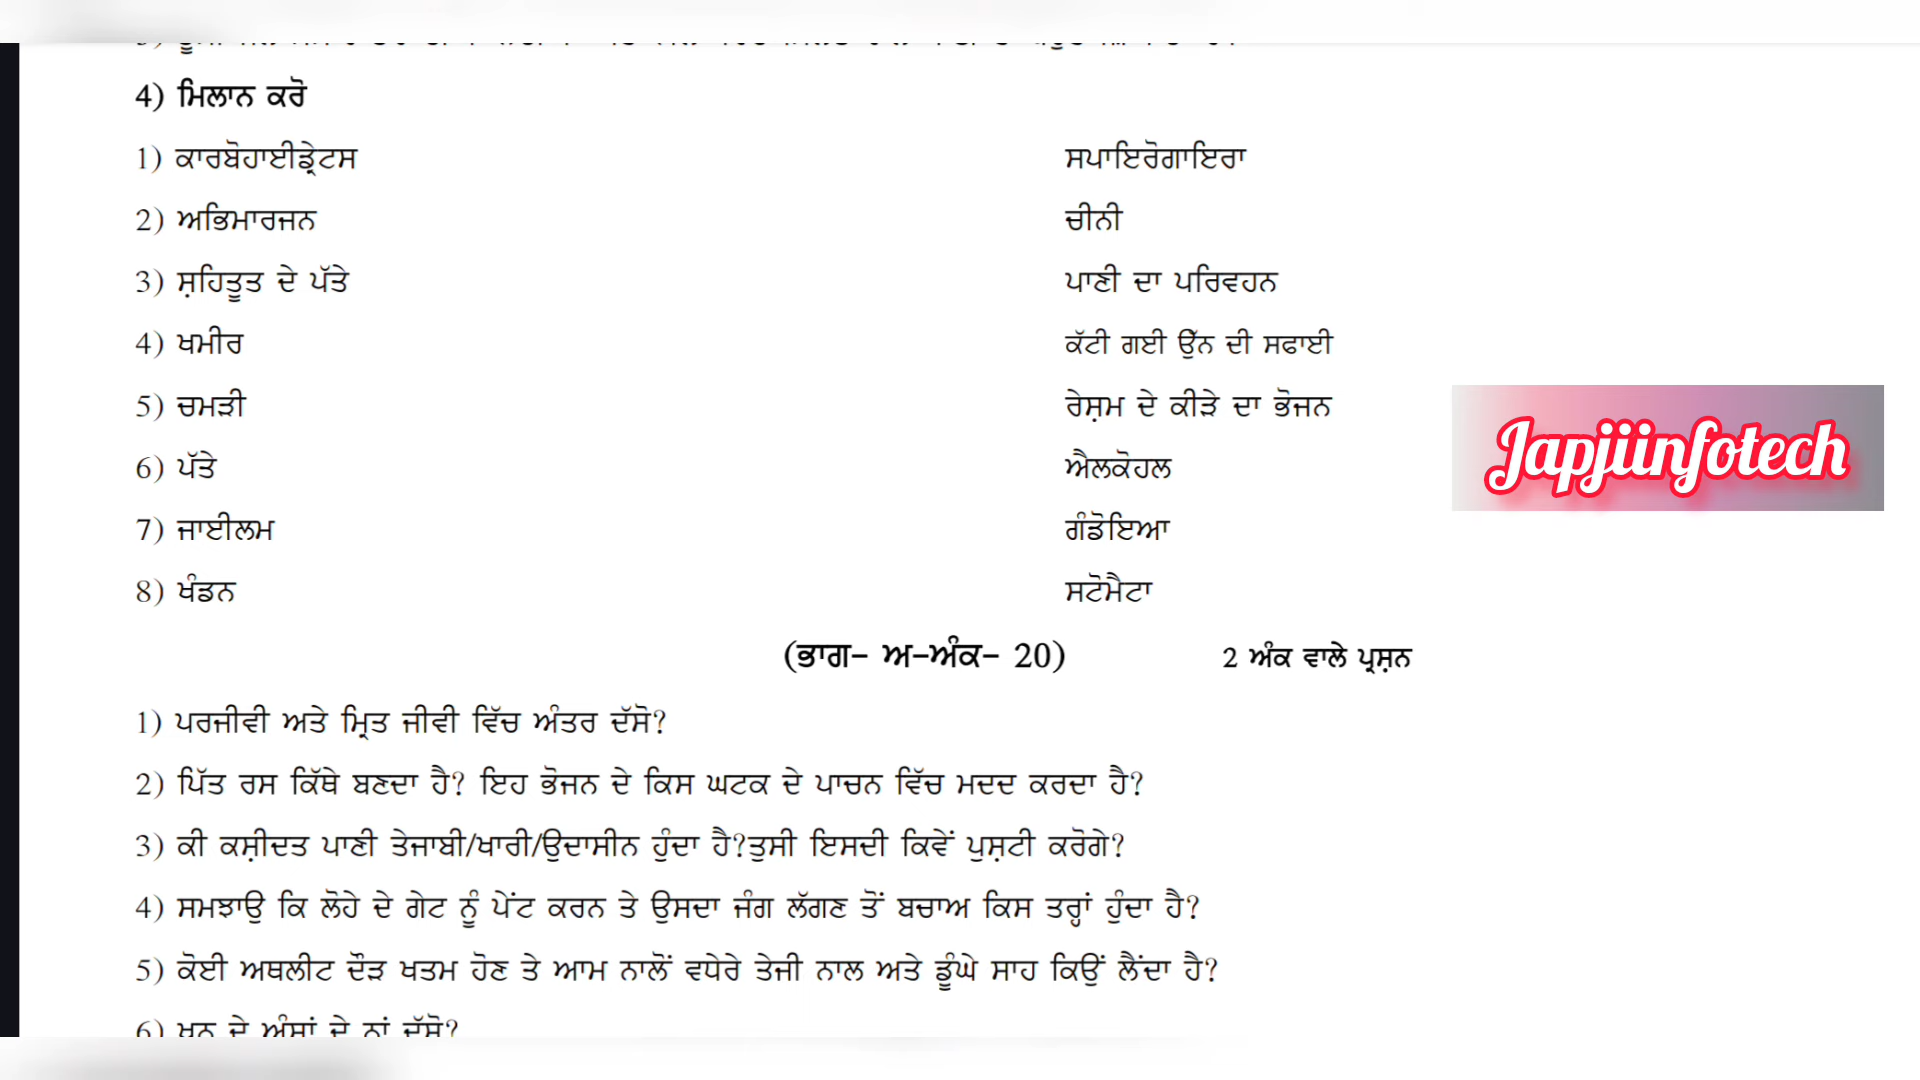 4) ਮਿਲਾਨ ਕਰੋ
1) ਕਾਰਬੋਹਾਈਡ੍ਰੇਟਸ ਸਪਾਇਰੋਗਾਇਰਾ
2) ਅਭਿਮਾਰਜਨ ਚੀਨੀ
3) ਸ਼ਹਿਤੂਤ ਦੇ ਪੱਤੇ ਪਾਣੀ ਦਾ ਪਰਿਵਹਨ
4) ਖਮੀਰ ਕੱਟੀ ਗਈ ਉੱਨ ਦੀ ਸਫਾਈ
5) ਚਮੜੀ ਰੇਸ਼ਮ ਦੇ ਕੀੜੇ ਦਾ ਭੋਜਨ
Japjiinfotech
6) ਪੱਤੇ ਐਲਕੋਹਲ
7) ਜਾਈਲਮ ਗੰਡੋਇਆ
8) ਖੰਡਨ ਸਟੋਮੈਟਾ
(ਭਾਗ- ਅ-ਅੰਕ- 20) 2 ਅੰਕ ਵਾਲੇ ਪ੍ਰਸ਼ਨ
1) ਪਰਜੀਵੀ ਅਤੇ ਮ੍ਰਿਤ ਜੀਵੀ ਵਿੱਚ ਅੰਤਰ ਦੱਸੋ?
2) ਪਿੱਤ ਰਸ ਕਿੱਥੇ ਬਣਦਾ ਹੈ? ਇਹ ਭੋਜਨ ਦੇ ਕਿਸ ਘਟਕ ਦੇ ਪਾਚਨ ਵਿੱਚ ਮਦਦ ਕਰਦਾ ਹੈ?
3) ਕੀ ਕਸ਼ੀਦਤ ਪਾਣੀ ਤੇਜਾਬੀ/ਖਾਰੀ/ਉਦਾਸੀਨ ਹੁੰਦਾ ਹੈ?ਤੁਸੀ ਇਸਦੀ ਕਿਵੇਂ ਪੁਸ਼ਟੀ ਕਰੋਗੇ?
4) ਸਮਝਾਉ ਕਿ ਲੋਹੇ ਦੇ ਗੇਟ ਨੂੰ ਪੇਂਟ ਕਰਨ ਤੇ ਉਸਦਾ ਜੰਗ ਲੱਗਣ ਤੋਂ ਬਚਾਅ ਕਿਸ ਤਰ੍ਹਾਂ ਹੁੰਦਾ ਹੈ?
5) ਕੋਈ ਅਥਲੀਟ ਦੌੜ ਖਤਮ ਹੋਣ ਤੇ ਆਮ ਨਾਲੋਂ ਵਧੇਰੇ ਤੇਜੀ ਨਾਲ ਅਤੇ ਡੂੰਘੇ ਸਾਹ ਕਿਉਂ ਲੈਂਦਾ ਹੈ?
6) ਖੂਨ ਦੇ ਅੰਸ਼ਾਂ ਦੇ ਨਾਂ ਦੱਸੋ?